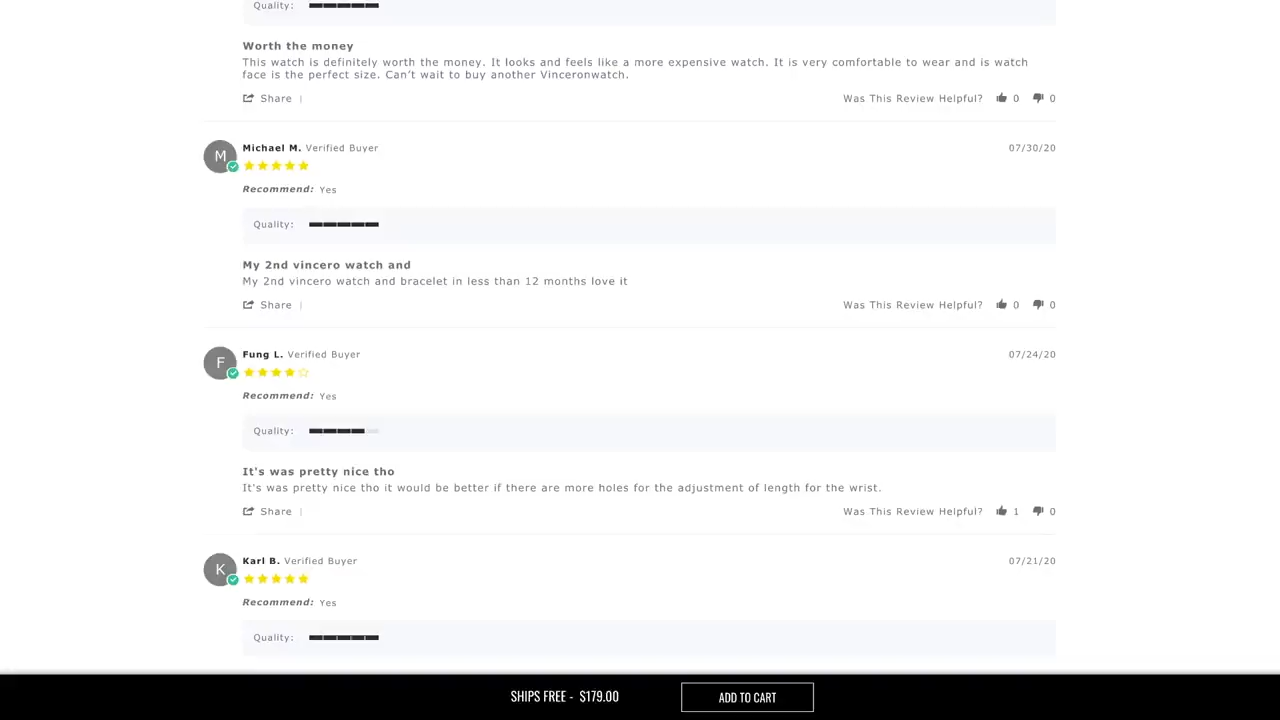 Quality:
Worth the money
This watch is definitely worth the money. It looks and feels like a more expensive watch. It is very comfortable to wear and is watch
face is the perfect size. Can't wait to buy another Vinceronwatch.
Share |
Was This Review Helpful? 0 0
M
Michael M. Verified Buyer
07/30/20
Recommend: Yes
Quality:
My 2nd vincero watch and
My 2nd vincero watch and bracelet in less than 12 months love it
Share |
Was This Review Helpful? 0 0
F
Fung L. Verified Buyer
07/24/20
Recommend: Yes
Quality:
It's was pretty nice tho
It's was pretty nice tho it would be better if there are more holes for the adjustment of length for the wrist.
Share |
Was This Review Helpful? 1 0
K
Karl B. Verified Buyer
07/21/20
Recommend: Yes
Quality:
SHIPS FREE - $179.00
ADD TO CART